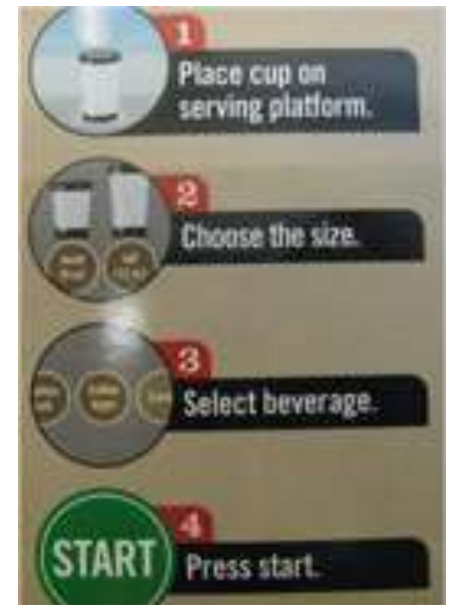 1
Place cup on
serving platform.
2
Choose the size.
3
Select beverage.
4
START
Press start.